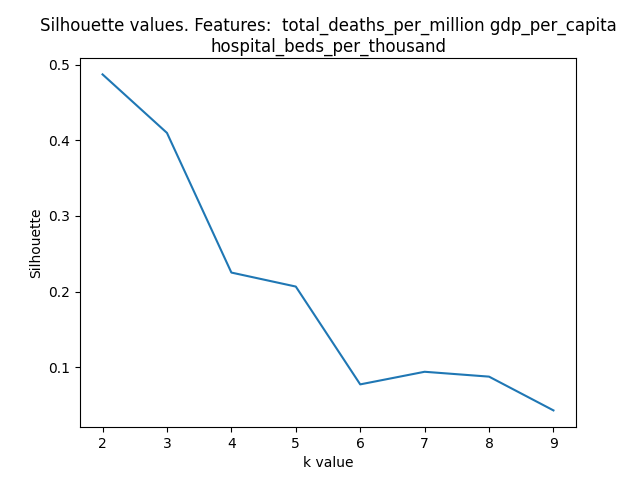 Silhouette values. Features:  total_deaths_per_million gdp_per_capita
hospital_beds_per_thousand
0.5
0.4
0.3
0.2
0.1
Silhouette
2 3 4 5 6 7 8 9
k value